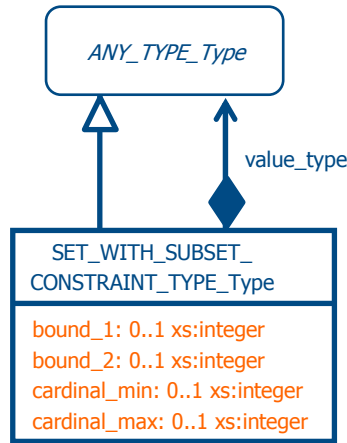 ANY_TYPE_Type
value_type
SET_WITH_SUBSET_
CONSTRAINT_TYPE_Type
bound_1: 0..1 xs:integer
bound_2: 0..1 xs:integer
cardinal_min: 0..1 xs:integer
cardinal_max: 0..1 xs:integer